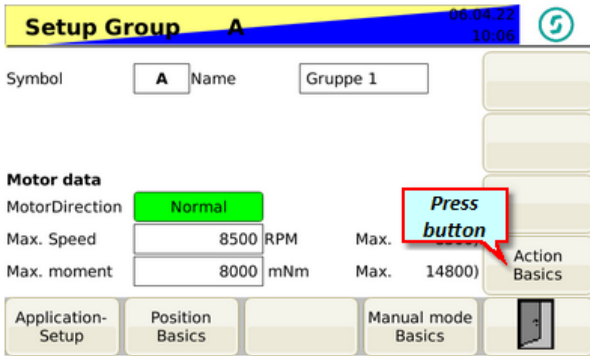 Setup Group A
06.04.22
10:06
Symbol A Name Gruppe 1
Motor data
MotorDirection Normal
Max. Speed 8500 RPM Max.
Max. moment 8000 mNm Max. 14800)
Press
button
Action
Basics
Application-
Setup
Position
Basics
Manual mode
Basics